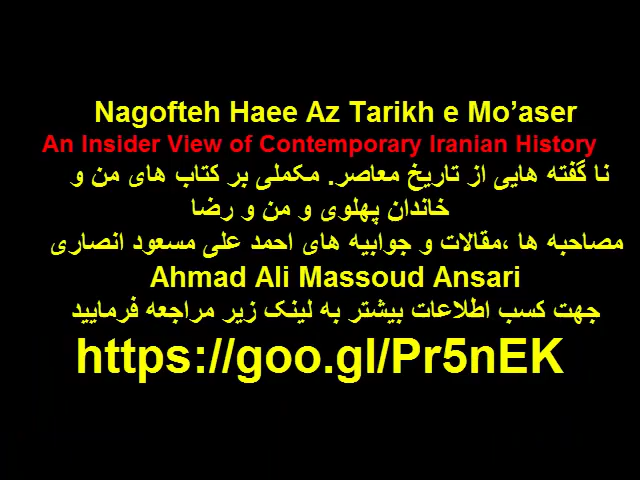 Nagofteh Haee Az Tarikh e Mo’aser
An Insider View of Contemporary Iranian History
نا گفته هایی از تاریخ معاصر. مکملی بر کتاب های من و
خاندان پهلوی و من و رضا
مصاحبه ها ،مقالات و جوابیه های احمد علی مسعود انصاری
Ahmad Ali Massoud Ansari
جهت کسب اطلاعات بیشتر به لینک زیر مراجعه فرمایید
https://goo.gl/Pr5nEK